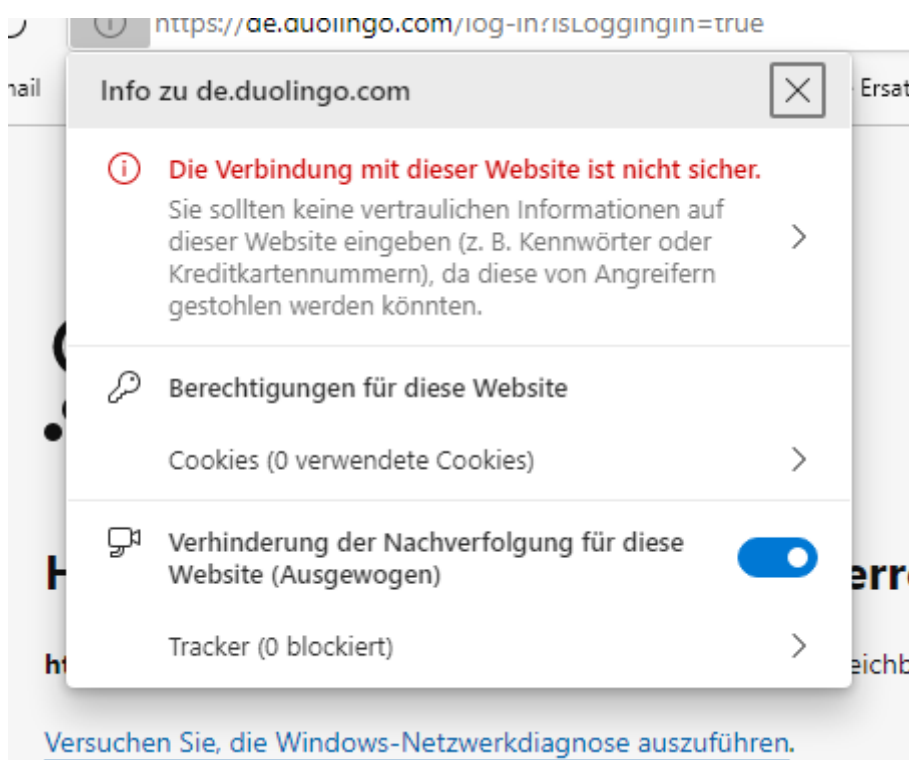 https://de.duolingo.com/log-in?isLoggingIn=true
Info zu de.duolingo.com
Die Verbindung mit dieser Website ist nicht sicher.
Sie sollten keine vertraulichen Informationen auf
dieser Website eingeben (z. B. Kennwörter oder
Kreditkartennummern), da diese von Angreifern
gestohlen werden könnten.
Berechtigungen für diese Website
Cookies (0 verwendete Cookies)
Verhinderung der Nachverfolgung für diese
Website (Ausgewogen)
Tracker (0 blockiert)
Versuchen Sie, die Windows-Netzwerkdiagnose auszuführen.